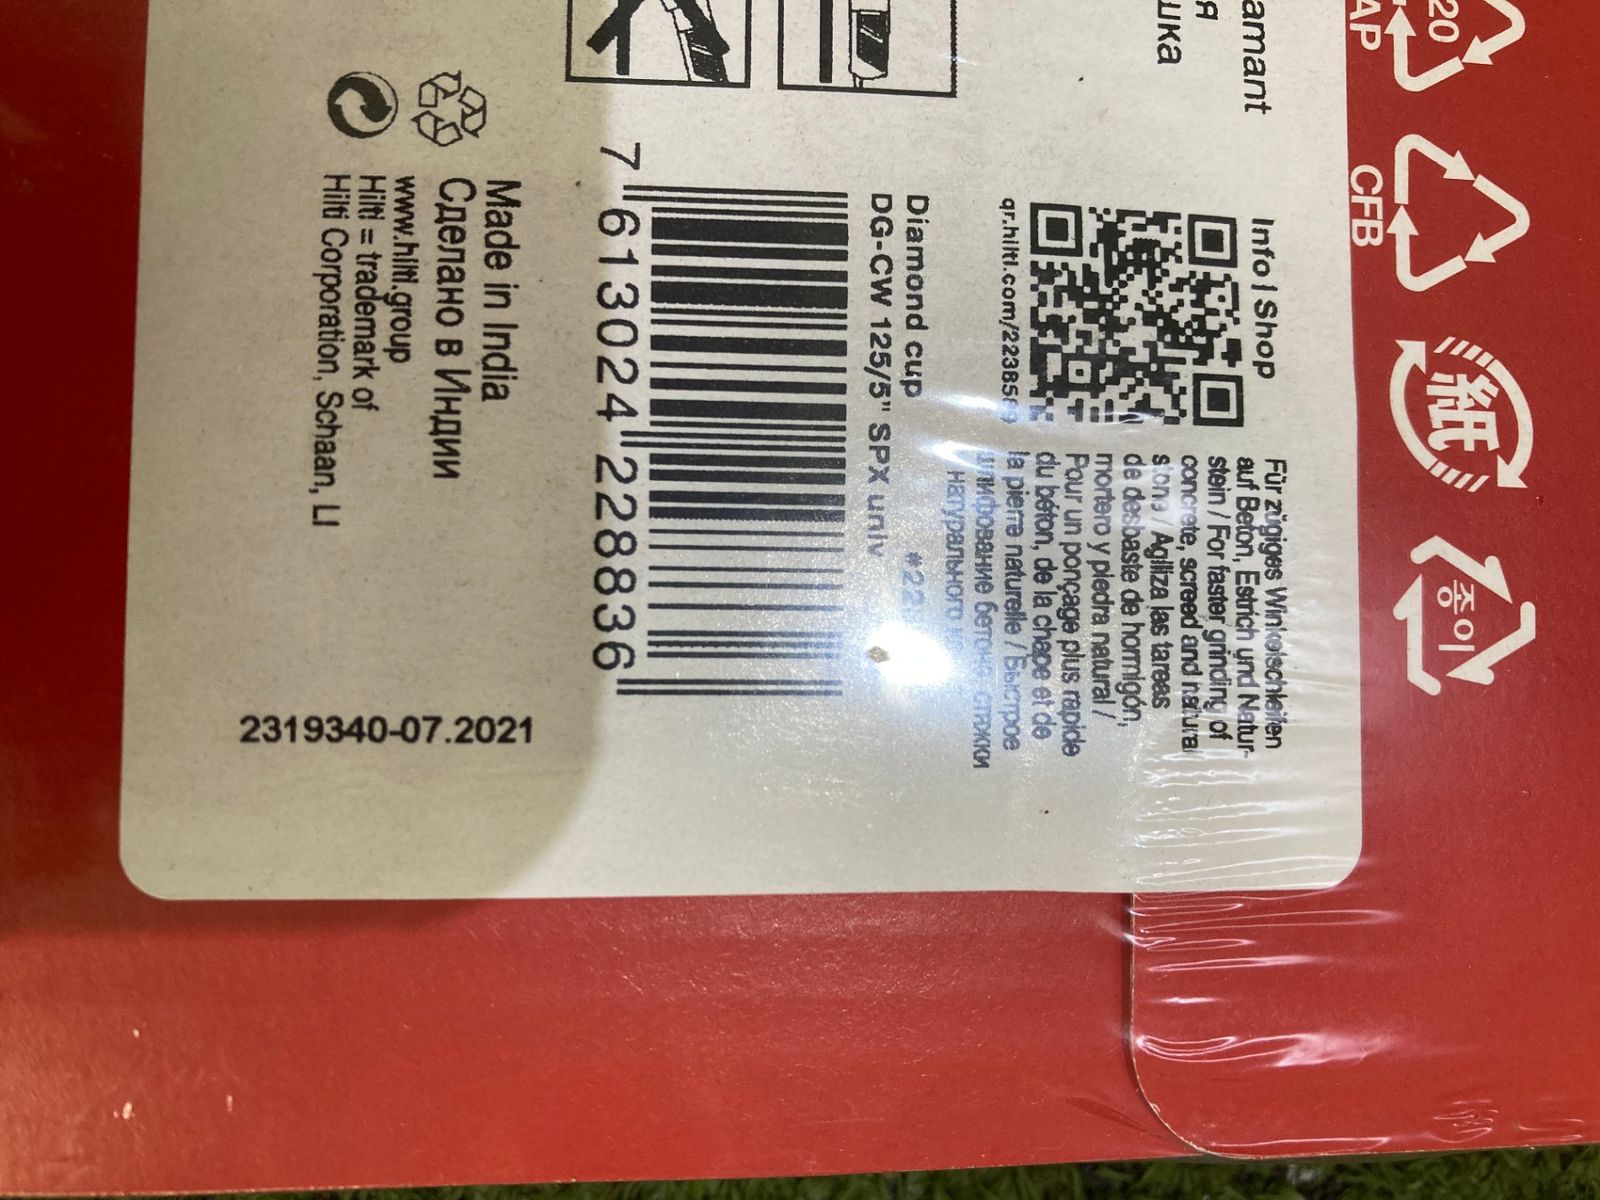 amant
я
шка
20
AP
CFB
紙
종이
Info | Shop
qr.hilti.com/22385
Für zügiges Winkelschleifen
auf Beton, Estrich und Natur-
stein / For faster grinding of
concrete, screed and natural
stone / Agiliza las tareas
de desbaste de hormigón,
mortero y piedra natural /
Pour un ponçage plus rapide
du béton, de la chape et de
la pierre naturelle / Быстрое
шлифование бетона, стяжки
натурального
Diamond cup
DG-CW 125/5" SPX univ
7 613024 228836
Made in India
Сделано в Индии
www.hilti.group
Hilti = trademark of
Hilti Corporation, Schaan, LI
2319340-07.2021